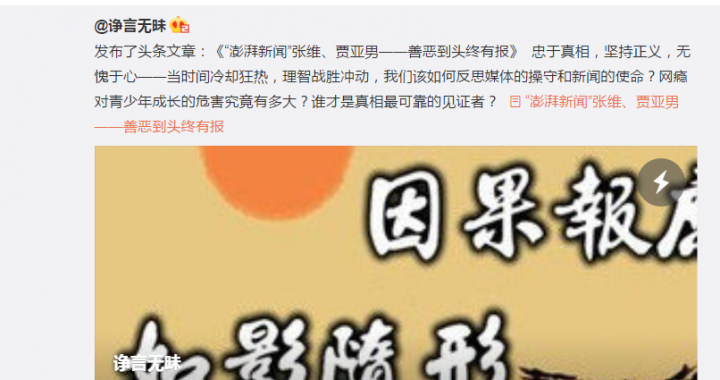 @诤言无昧
发布了头条文章：《“澎湃新闻”张维、贾亚男——善恶到头终有报》 忠于真相，坚持正义，无
愧于心——当时间冷却狂热，理智战胜冲动，我们该如何反思媒体的操守和新闻的使命？网瘾
对青少年成长的危害究竟有多大？谁才是真相最可靠的见证者？ “澎湃新闻”张维、贾亚男
——善恶到头终有报
因果報應
如影隨形
诤言无昧